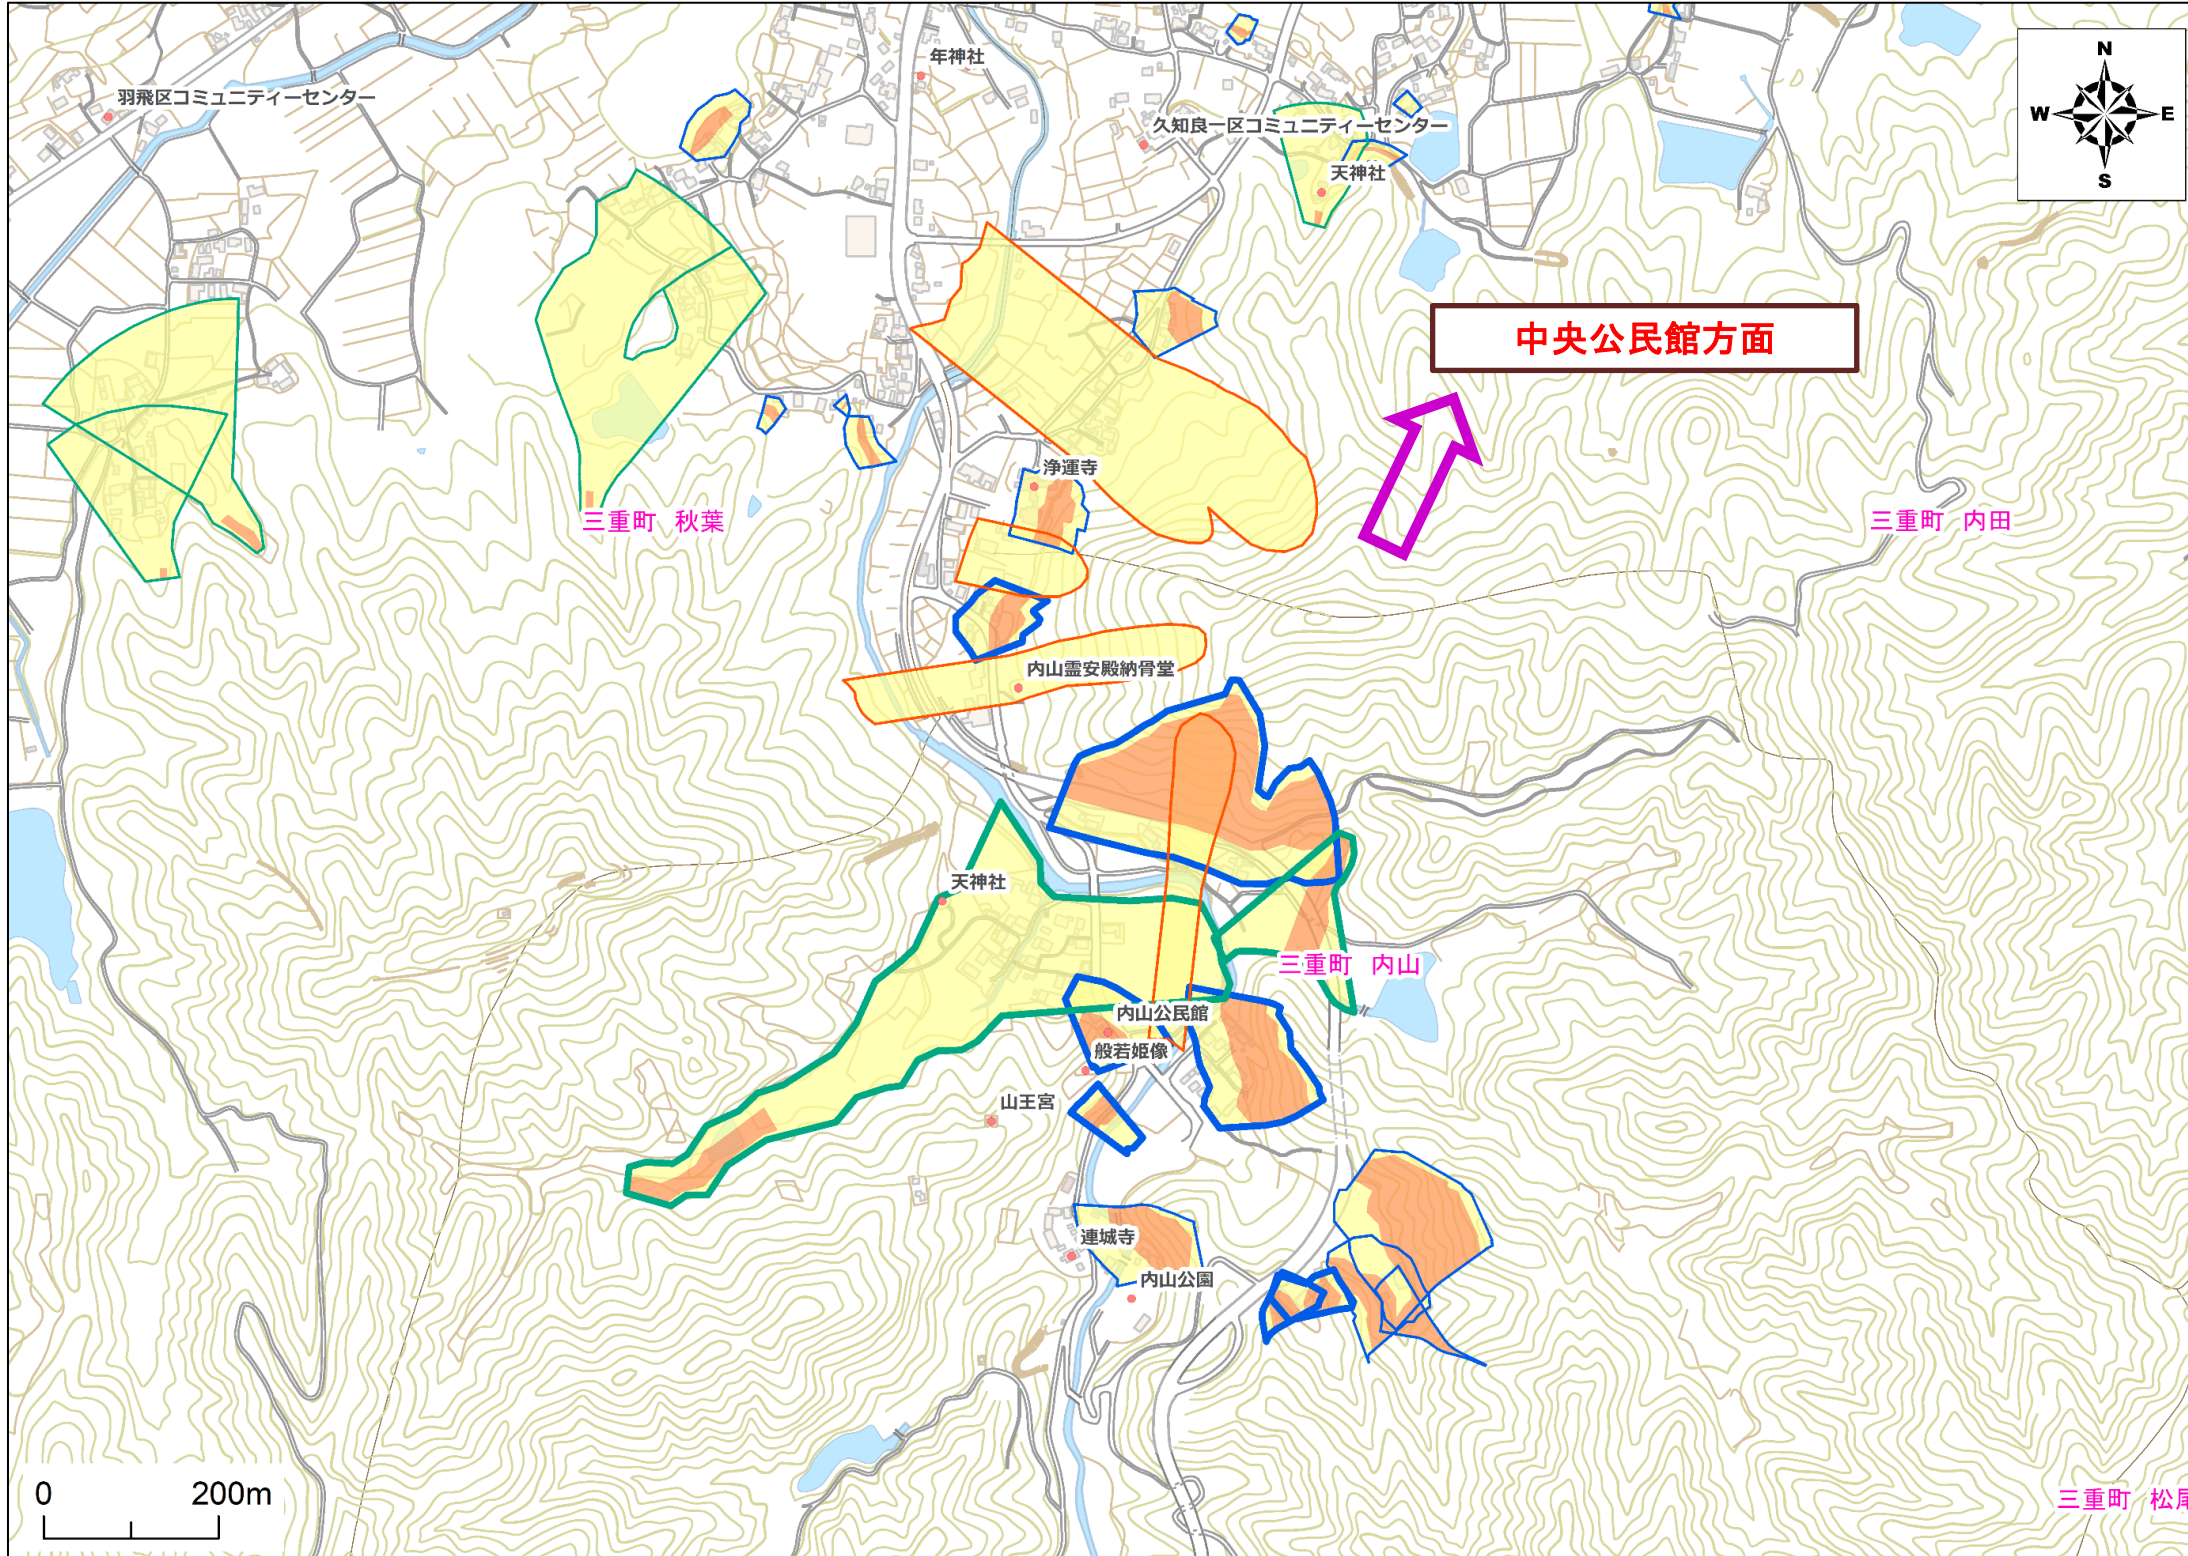 年神社
羽飛区コミュニティーセンター
久知良一区コミュニティーセンター
天神社
N
W
E
S
中央公民館方面
浄運寺
三重町 秋葉
三重町 内田
内山霊安殿納骨堂
天神社
三重町 内山
内山公民館
般若姫像
山王宮
連城寺
内山公園
0 200m
三重町 松尾